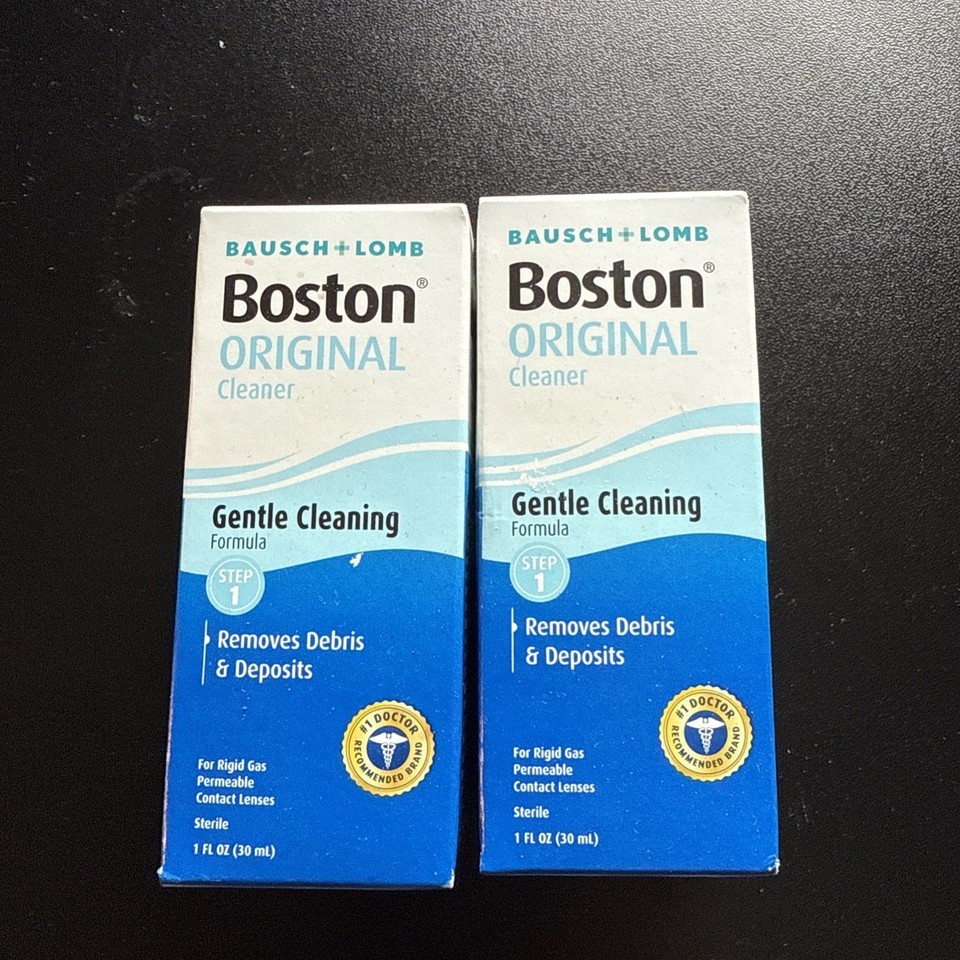 BAUSCH+LOMB
Boston®
ORIGINAL
Cleaner
Gentle Cleaning
Formula
STEP
1
Removes Debris
& Deposits
#1 DOCTOR
RECOMMENDED BRAND
For Rigid Gas
Permeable
Contact Lenses
Sterile
1 FL OZ (30 mL)
BAUSCH+LOMB
Boston®
ORIGINAL
Cleaner
Gentle Cleaning
Formula
STEP
1
Removes Debris
& Deposits
#1 DOCTOR
RECOMMENDED BRAND
For Rigid Gas
Permeable
Contact Lenses
Sterile
1 FL OZ (30 mL)